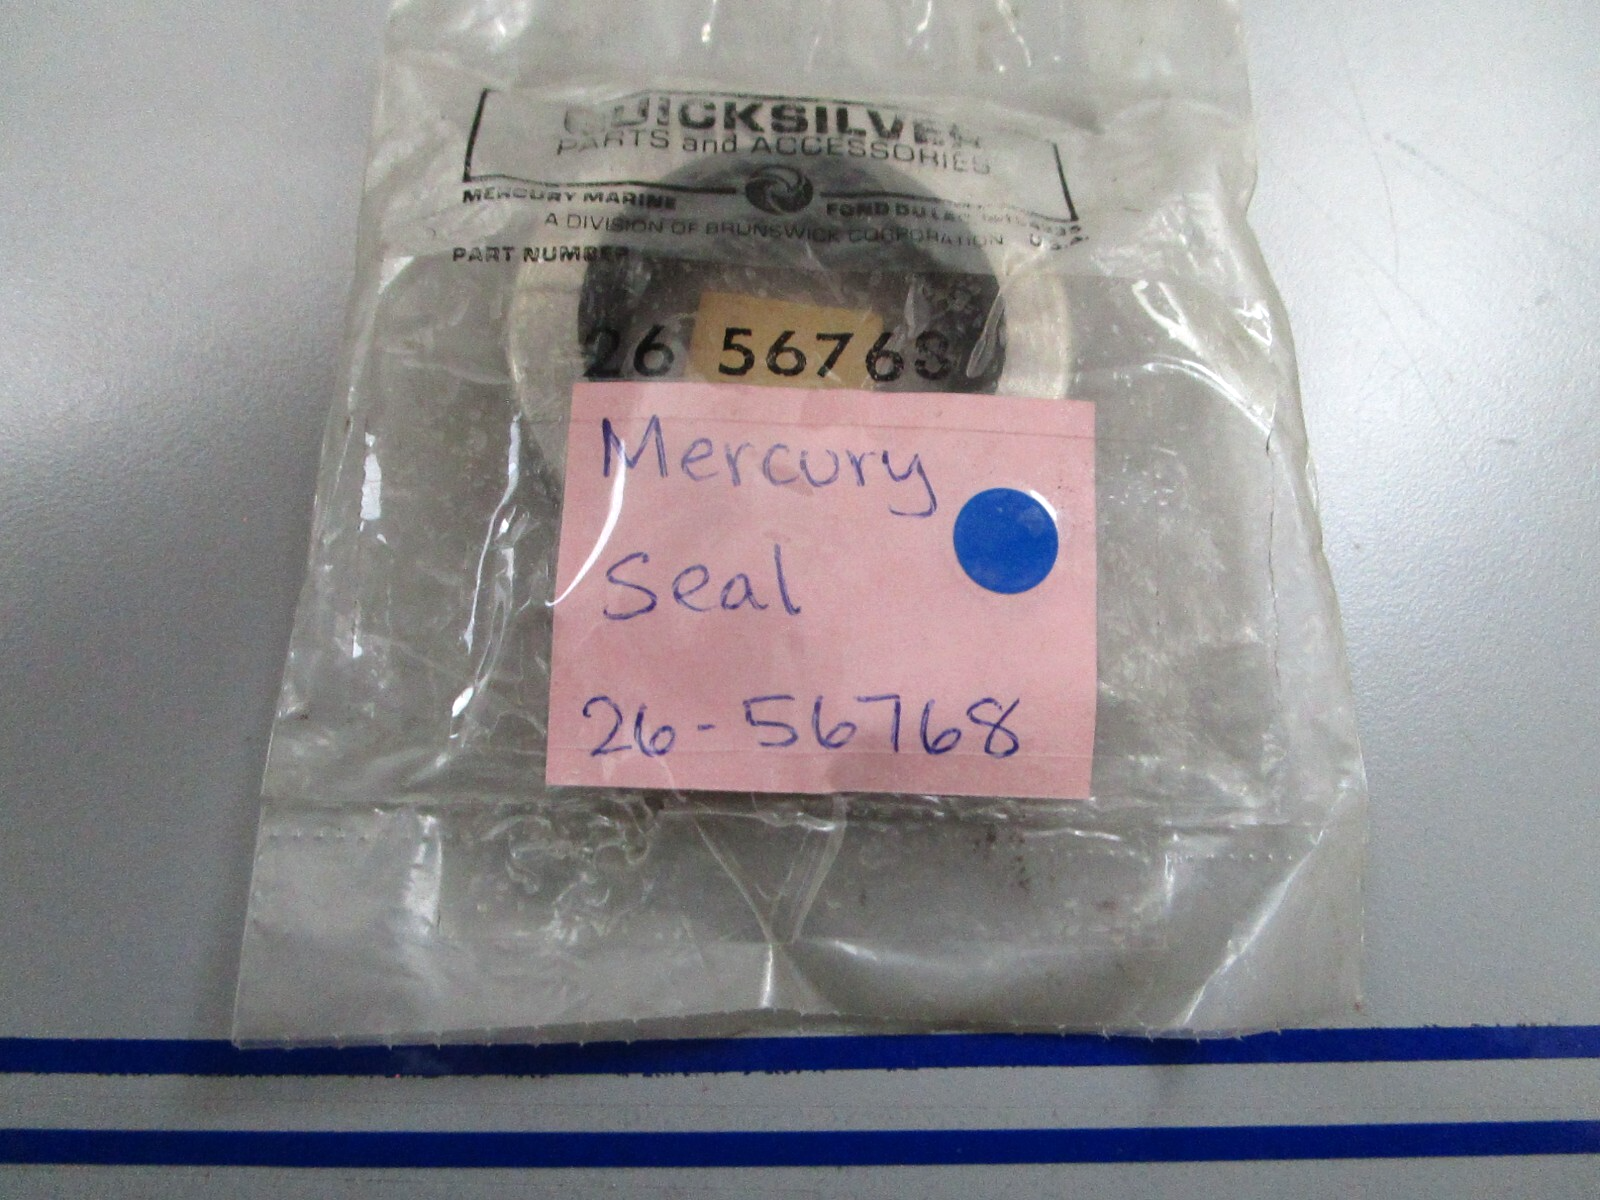 QUICKSILVER
PARTS and ACCESSORIES
MERCURY MARINE
FOND DU LAC
U.S.A.
A DIVISION OF BRUNSWICK CORPORATION
PART NUMBER
26 56768
Mercury
Seal
26-56768